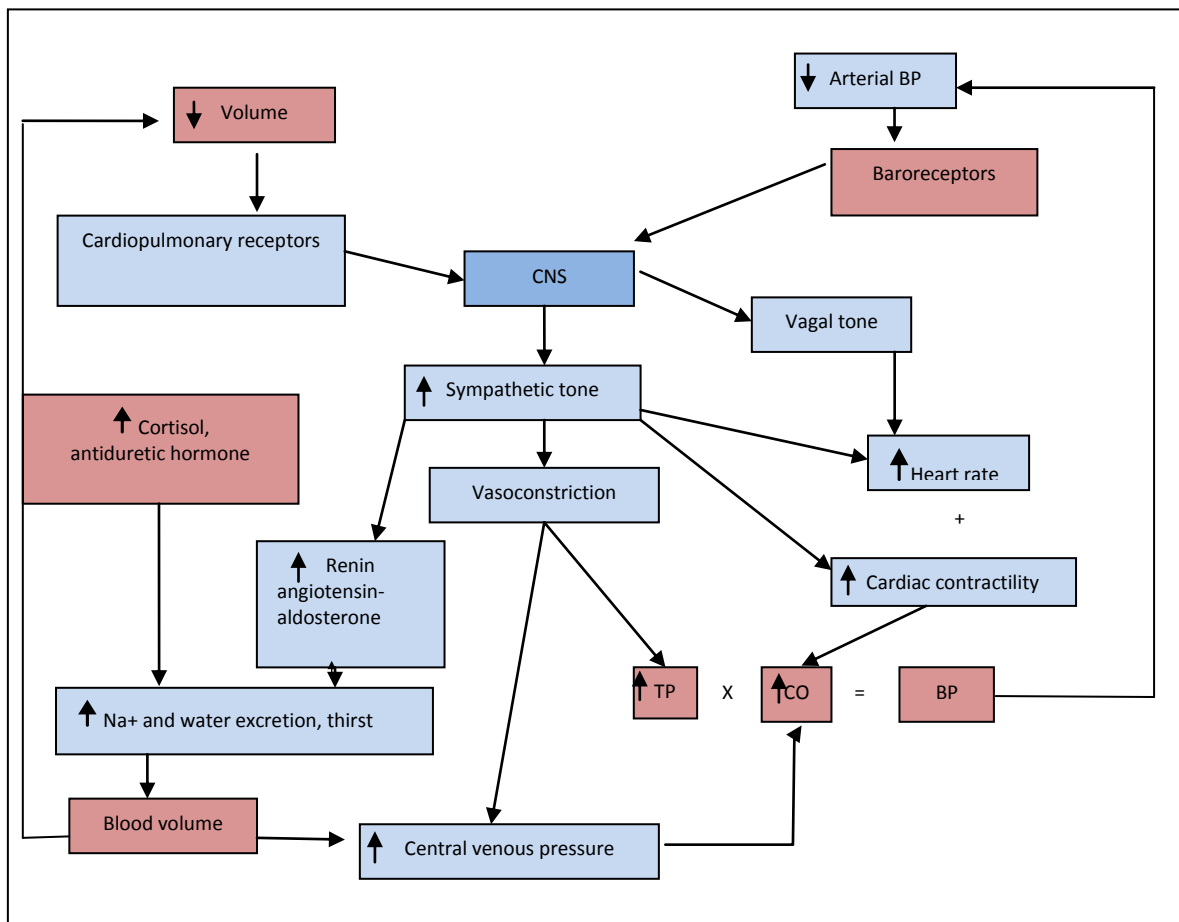 Arterial BP
Volume
Baroreceptors
Cardiopulmonary receptors
CNS
Vagal tone
Sympathetic tone
Cortisol,
antiduretic hormone
Heart rate
Vasoconstriction
+
Renin
angiotensin-
aldosterone
Cardiac contractility
TP X CO = BP
Na+ and water excretion, thirst
Blood volume
Central venous pressure